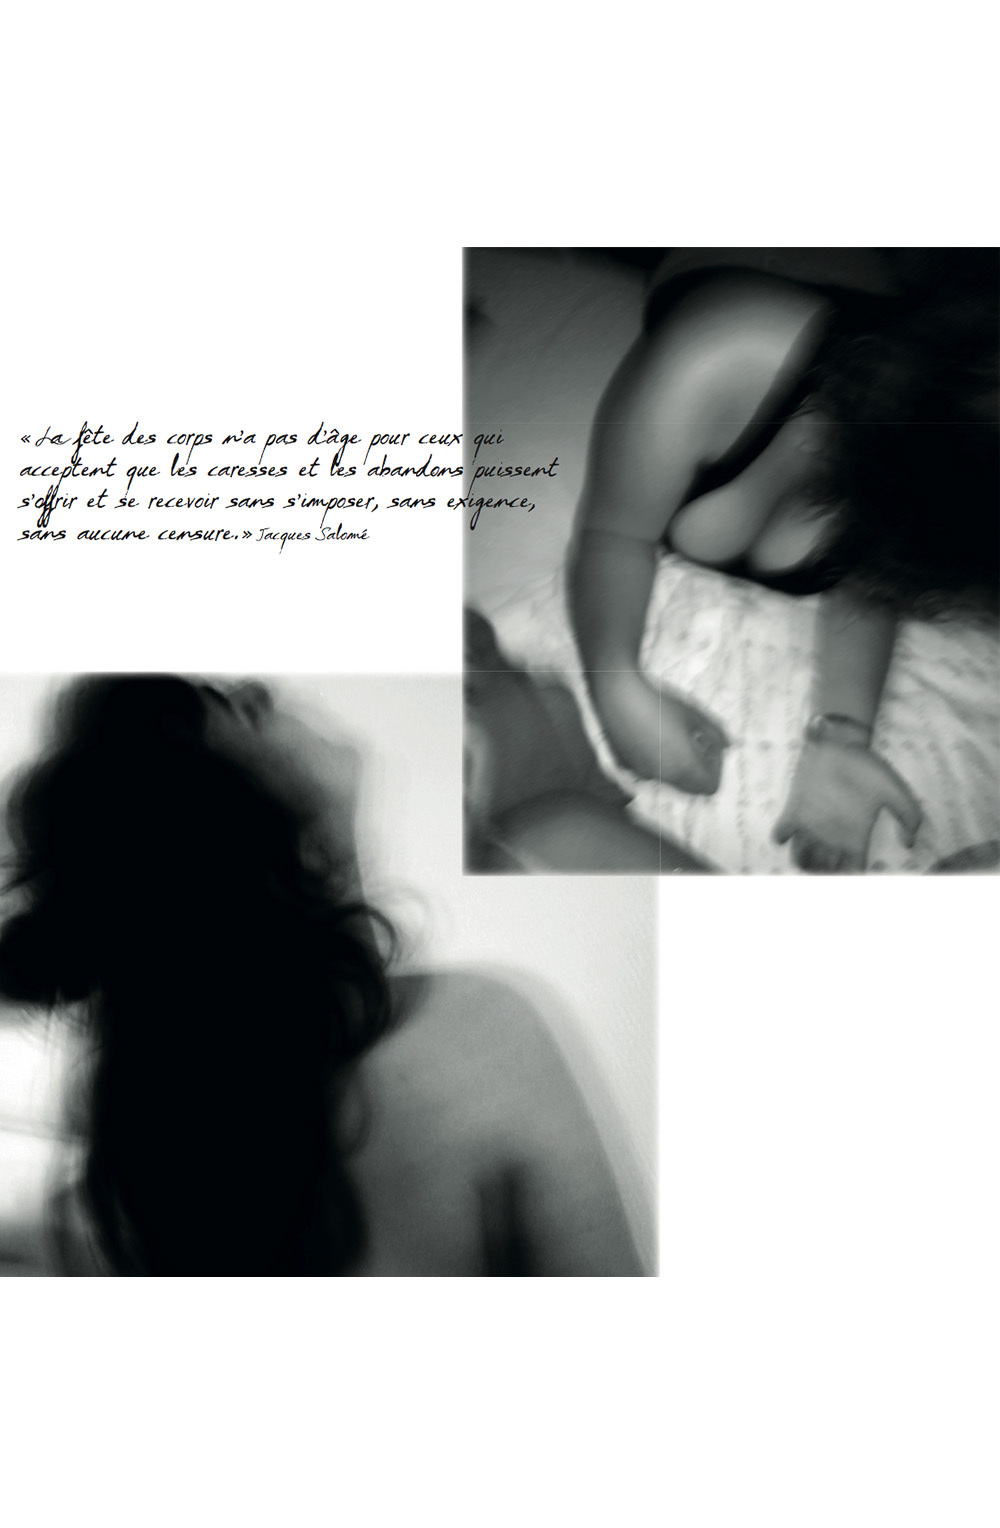 « La fête des corps n'a pas d'âge pour ceux qui
acceptent que les caresses et les abandons puissent
s'offrir et se recevoir sans s'imposer, sans exigence,
sans aucune censure.» Jacques Salomé